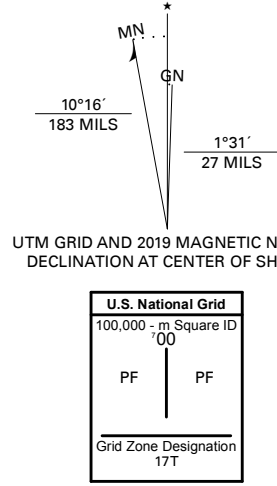 ★
MN
GN
10°16´
183 MILS
1°31´
27 MILS
UTM GRID AND 2019 MAGNETIC N
DECLINATION AT CENTER OF SH
U.S. National Grid
100,000 - m Square ID
⁷00
PF PF
Grid Zone Designation
17T